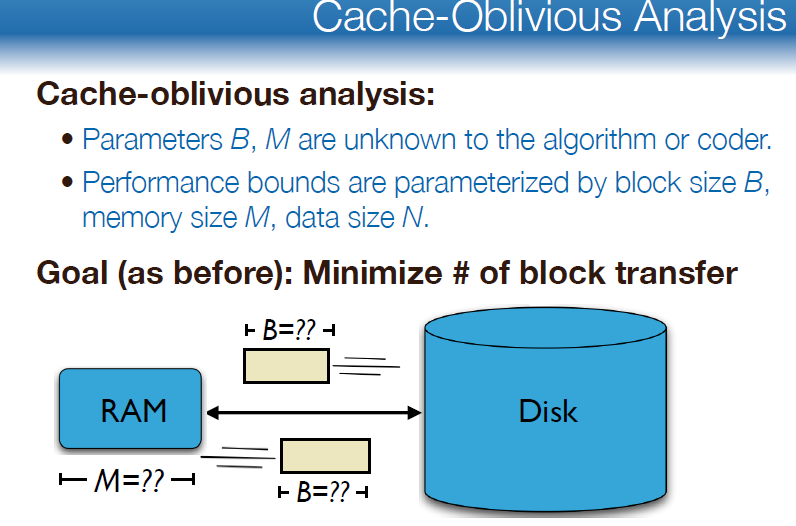 Cache-Oblivious Analysis
Cache-oblivious analysis:
• Parameters B, M are unknown to the algorithm or coder.
• Performance bounds are parameterized by block size B,
memory size M, data size N.
Goal (as before): Minimize # of block transfer
B=??
RAM
Disk
M=??
B=??